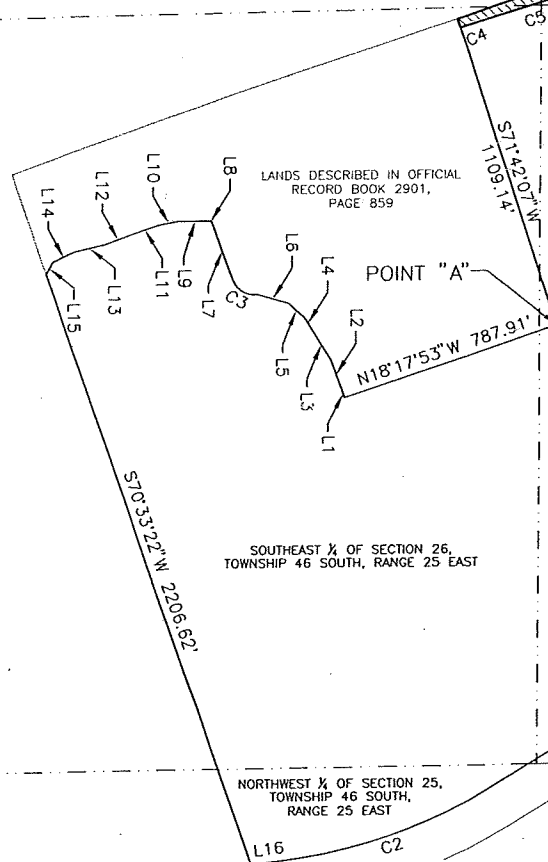 C4
C5
S71°42'07"W
1109.14'
LANDS DESCRIBED IN OFFICIAL
RECORD BOOK 2901,
PAGE 859
L14
L12
L10
L8
L6
L4
L2
POINT "A"
L15
L13
L11
L9
L7
C3
L5
L3
L1
N18°17'53"W 787.91'
S70°33'22"W 2206.62'
SOUTHEAST ¼ OF SECTION 26,
TOWNSHIP 46 SOUTH, RANGE 25 EAST
NORTHWEST ¼ OF SECTION 25,
TOWNSHIP 46 SOUTH,
RANGE 25 EAST
L16
C2